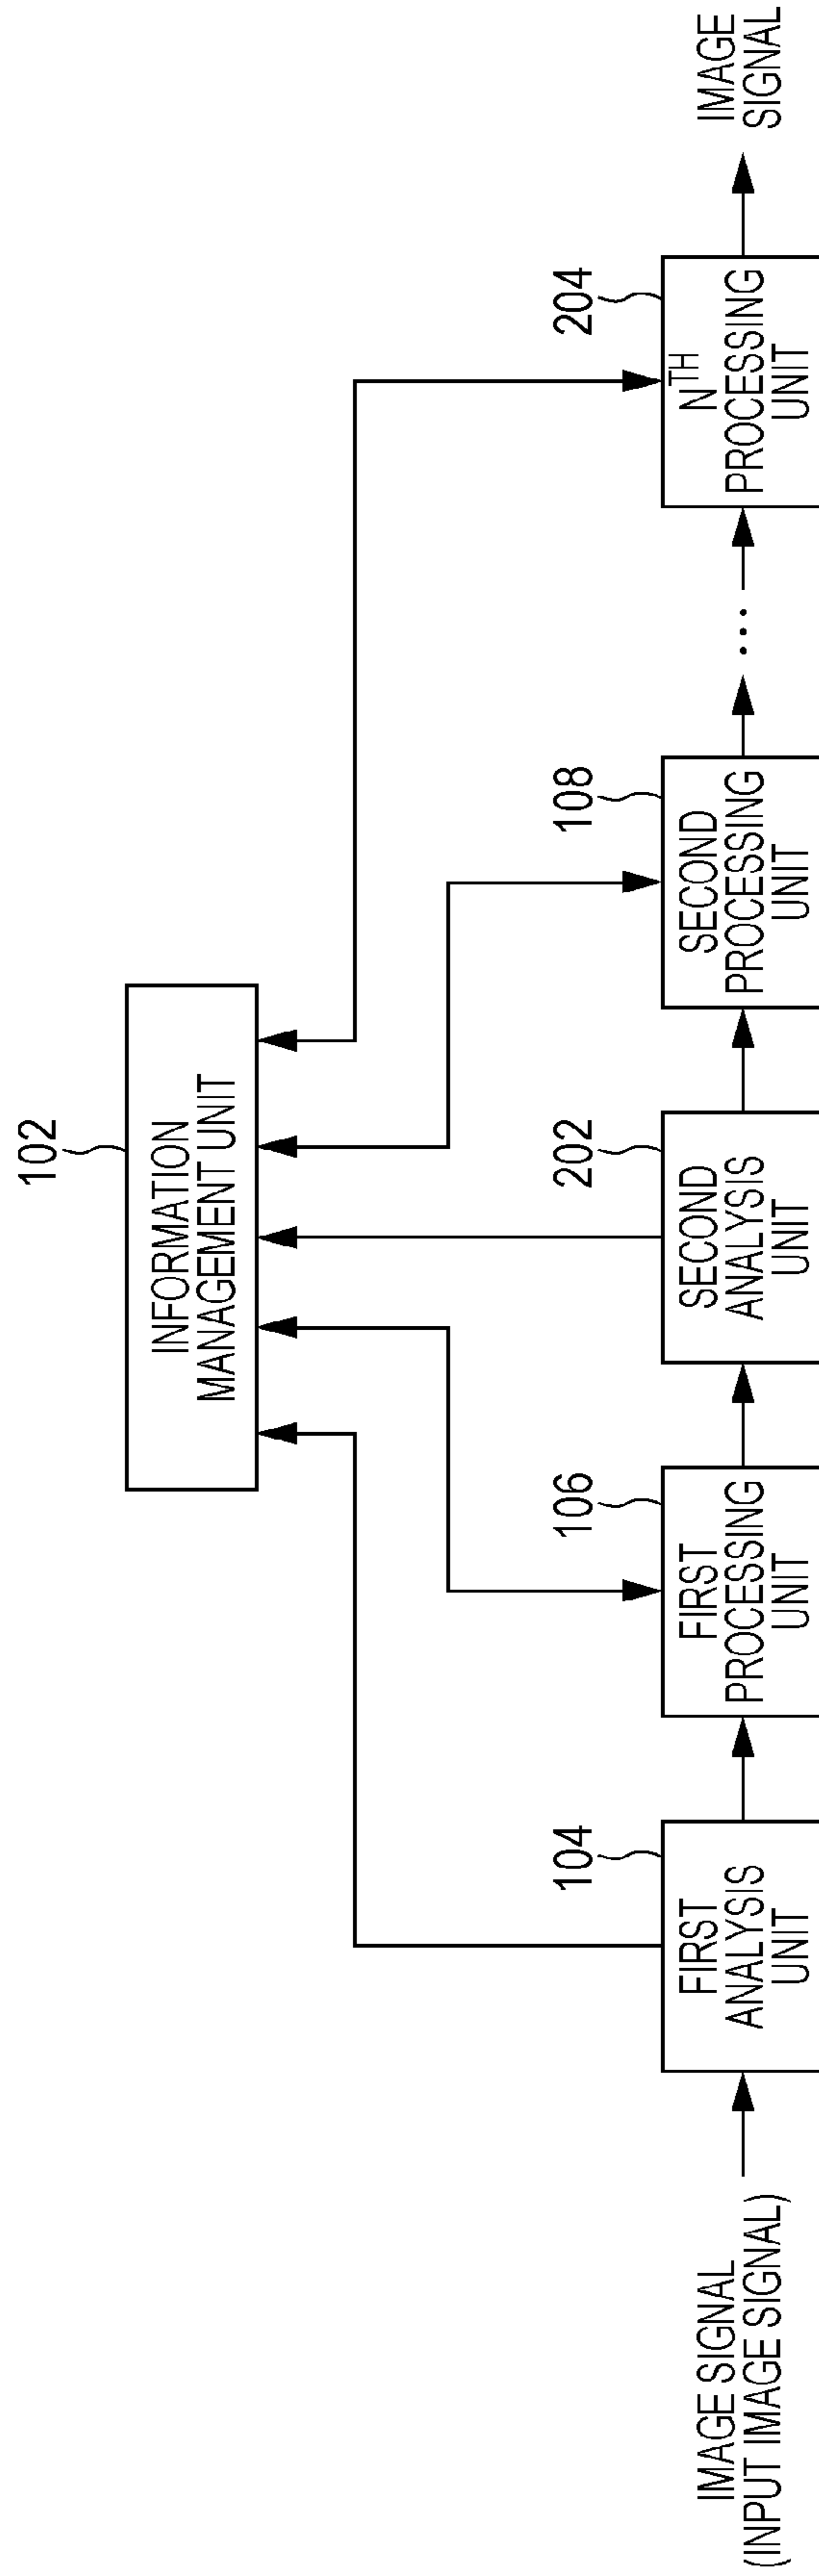 102
INFORMATION
MANAGEMENT UNIT
IMAGE SIGNAL
(INPUT IMAGE SIGNAL)
104
FIRST
ANALYSIS
UNIT
106
FIRST
PROCESSING
UNIT
202
SECOND
ANALYSIS
UNIT
108
SECOND
PROCESSING
UNIT
...
204
NTH
PROCESSING
UNIT
IMAGE
SIGNAL